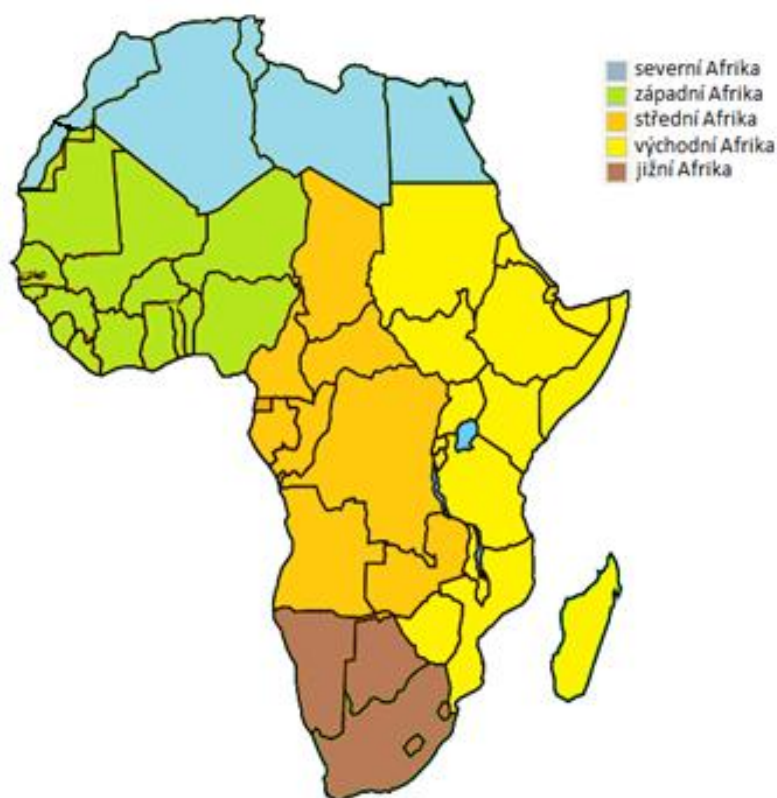 severní Afrika
západní Afrika
střední Afrika
východní Afrika
jižní Afrika